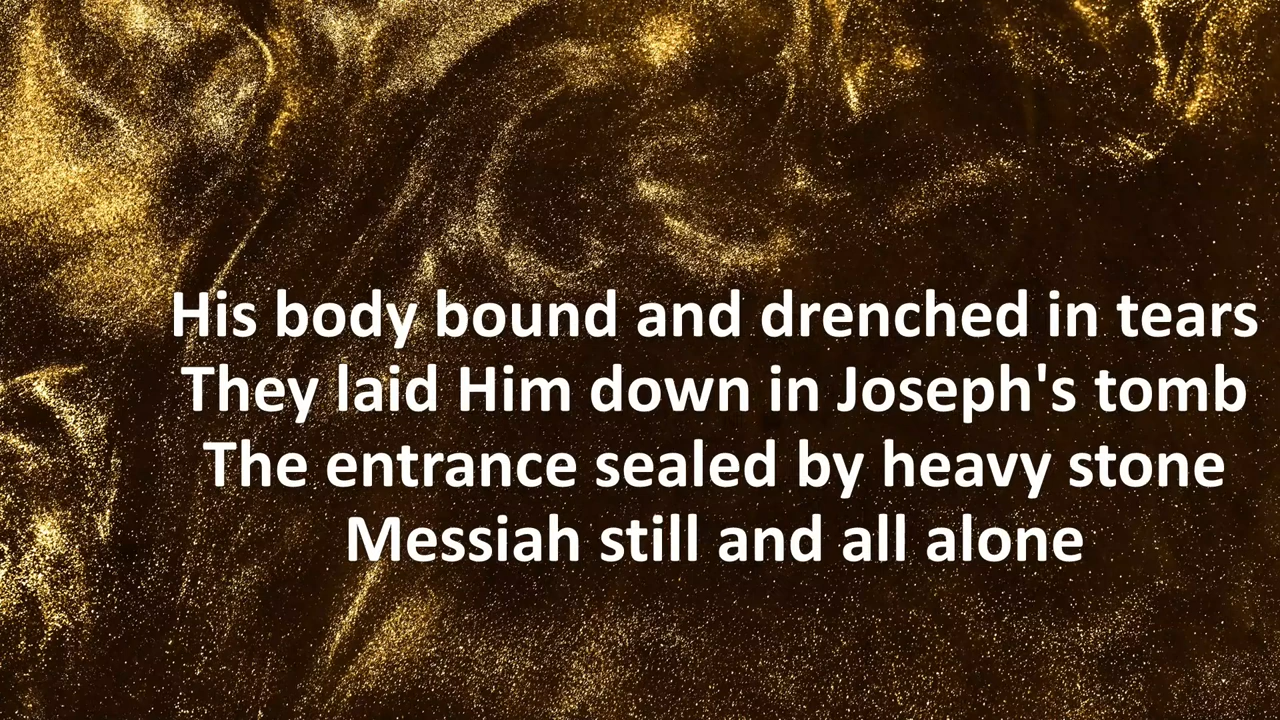 His body bound and drenched in tears
They laid Him down in Joseph's tomb
The entrance sealed by heavy stone
Messiah still and all alone